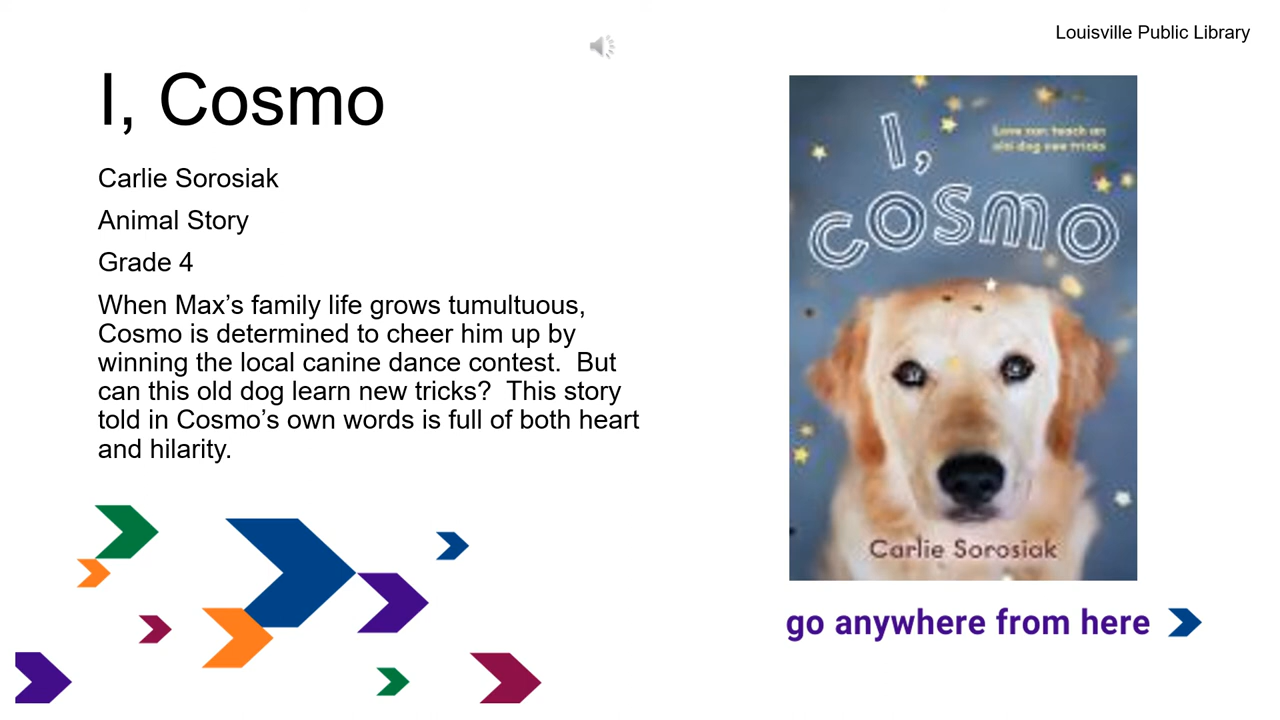 Louisville Public Library
I, Cosmo
Carlie Sorosiak
Animal Story
Grade 4
When Max’s family life grows tumultuous,
Cosmo is determined to cheer him up by
winning the local canine dance contest.  But
can this old dog learn new tricks?  This story
told in Cosmo’s own words is full of both heart
and hilarity.
Love can teach an
old dog new tricks
I,
COSMO
Carlie Sorosiak
go anywhere from here